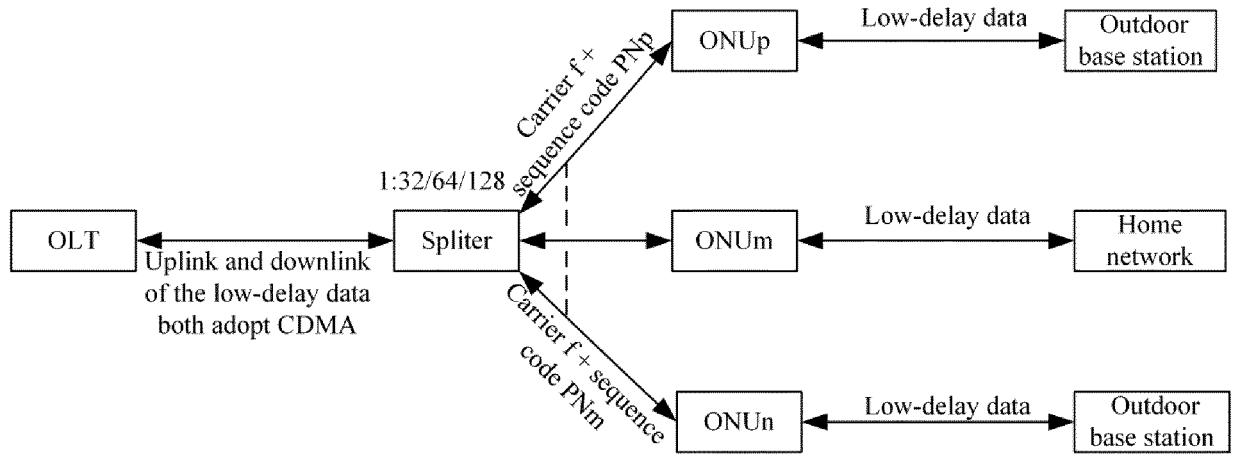 ONUp
Low-delay data
Outdoor
base station
Carrier f +
sequence code PNp
1:32/64/128
OLT
Spliter
ONUm
Low-delay data
Home
network
Uplink and downlink
of the low-delay data
both adopt CDMA
Carrier f + sequence
code PNm
ONUn
Low-delay data
Outdoor
base station